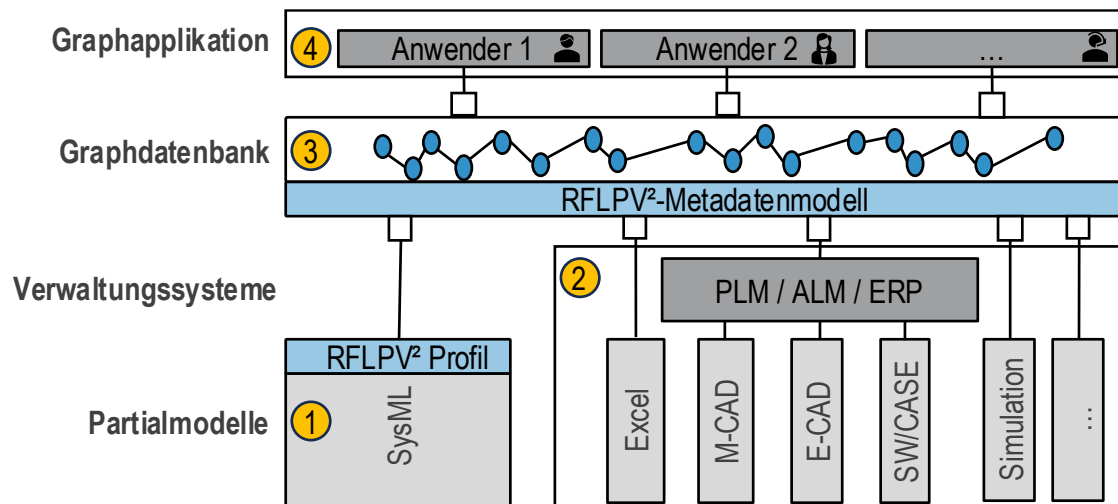 Graphapplikation
4
Anwender 1
Anwender 2
...
Graphdatenbank
3
RFLPV²-Metadatenmodell
Verwaltungssysteme
2
PLM / ALM / ERP
RFLPV² Profil
Partialmodelle
1
SysML
Excel
M-CAD
E-CAD
SW/CASE
Simulation
...